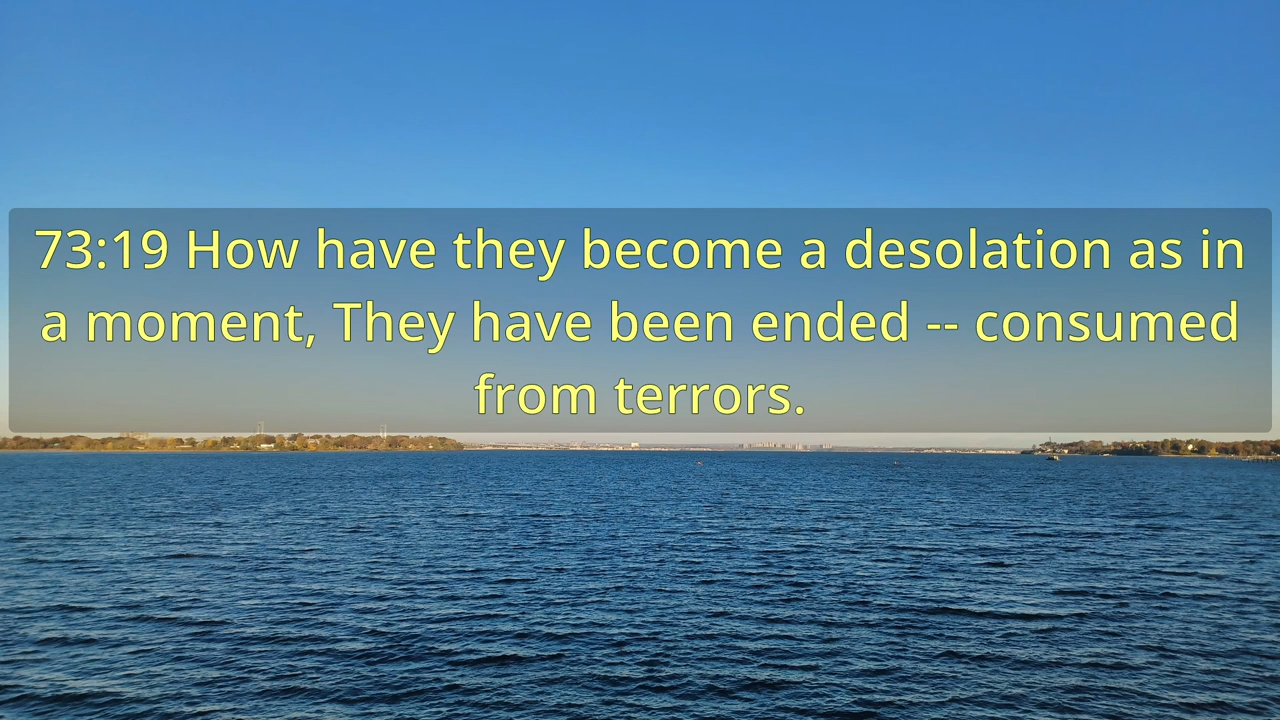 73:19 How have they become a desolation as in
a moment, They have been ended -- consumed
from terrors.